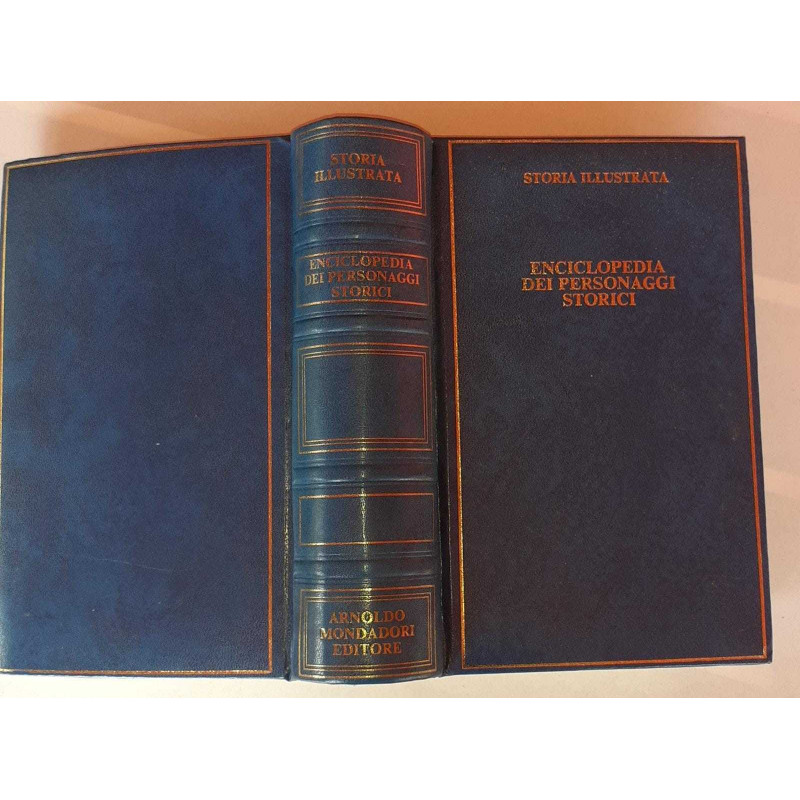 STORIA
ILLUSTRATA
ENCICLOPEDIA
DEI PERSONAGGI
STORICI
ARNOLDO
MONDADORI
EDITORE
STORIA ILLUSTRATA
ENCICLOPEDIA
DEI PERSONAGGI
STORICI